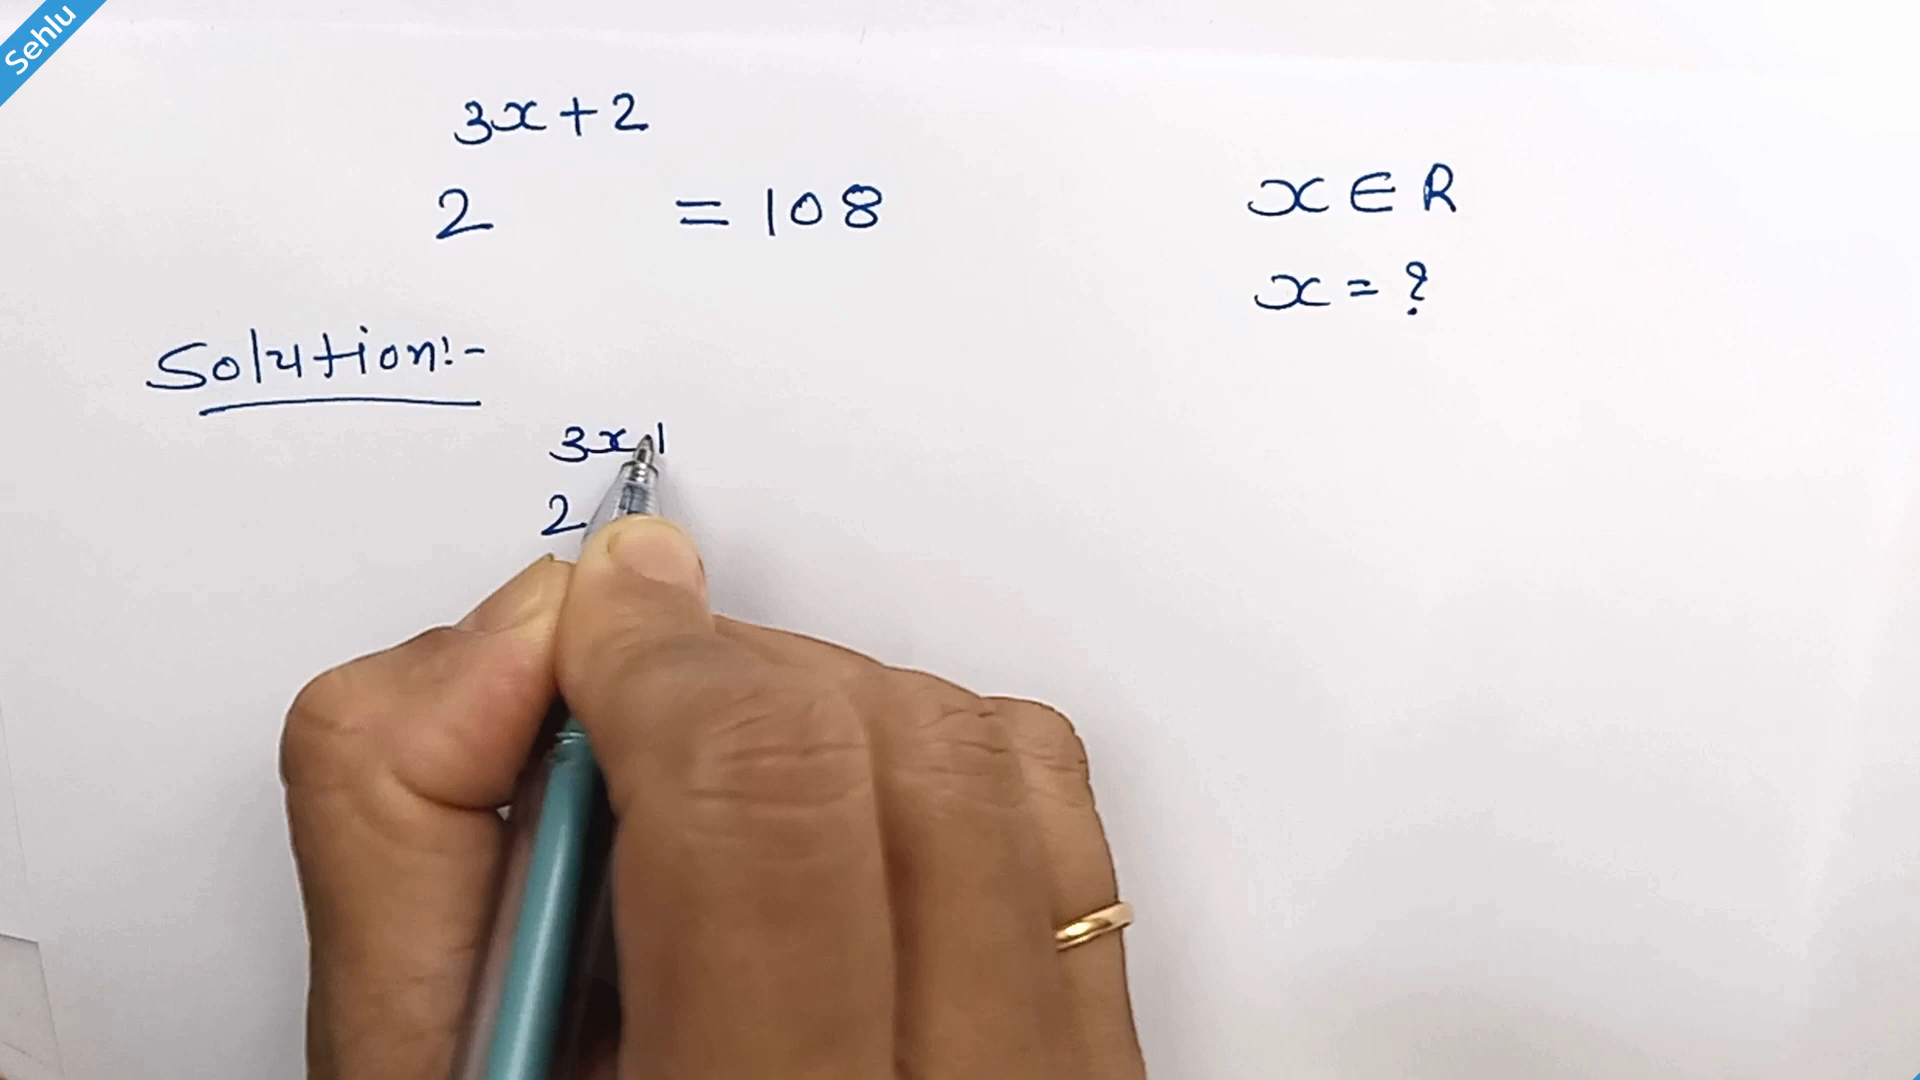 Sehlu
3x+2
2 = 108
x ∈ R
x = ?
Solution:-
3x
2